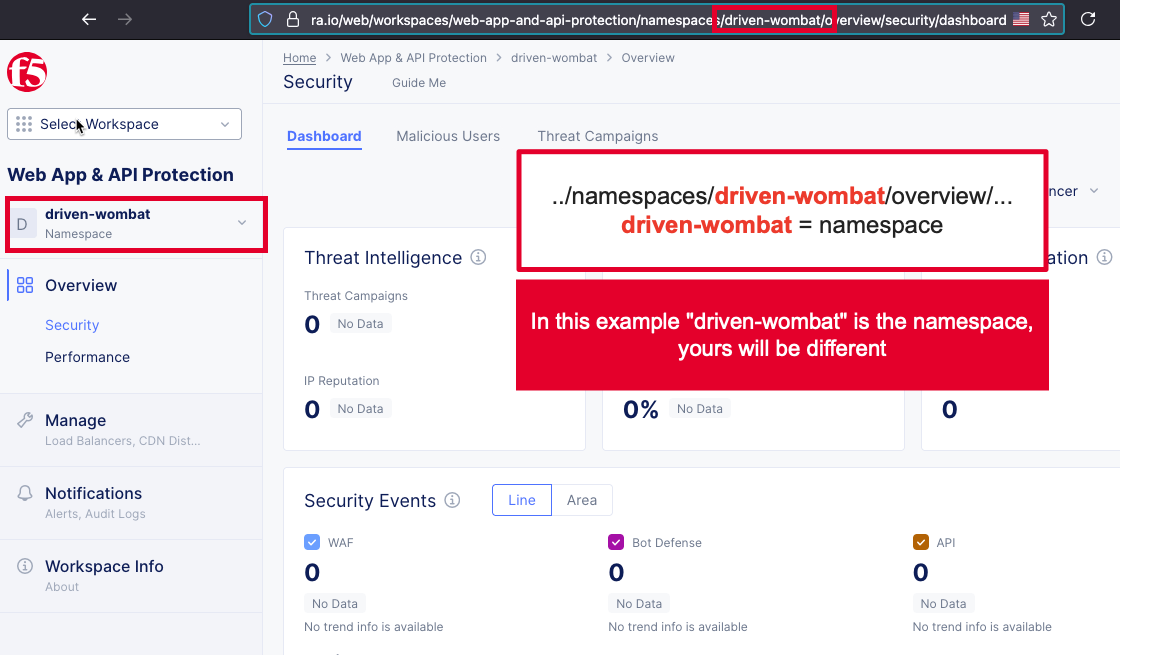 ra.io/web/workspaces/web-app-and-api-protection/namespaces/driven-wombat/overview/security/dashboard
f5
Home > Web App & API Protection > driven-wombat > Overview
Security
Guide Me
Select Workspace
Dashboard
Malicious Users
Threat Campaigns
Web App & API Protection
D
driven-wombat
Namespace
../namespaces/driven-wombat/overview/...
driven-wombat = namespace
In this example "driven-wombat" is the namespace,
yours will be different
Overview
Security
Performance
Manage
Load Balancers, CDN Dist...
Notifications
Alerts, Audit Logs
Workspace Info
About
Threat Intelligence
Threat Campaigns
0 No Data
IP Reputation
0 No Data
0% No Data
0
Security Events
Line
Area
WAF
0
No Data
No trend info is available
Bot Defense
0
No Data
No trend info is available
API
0
No Data
No trend info is available